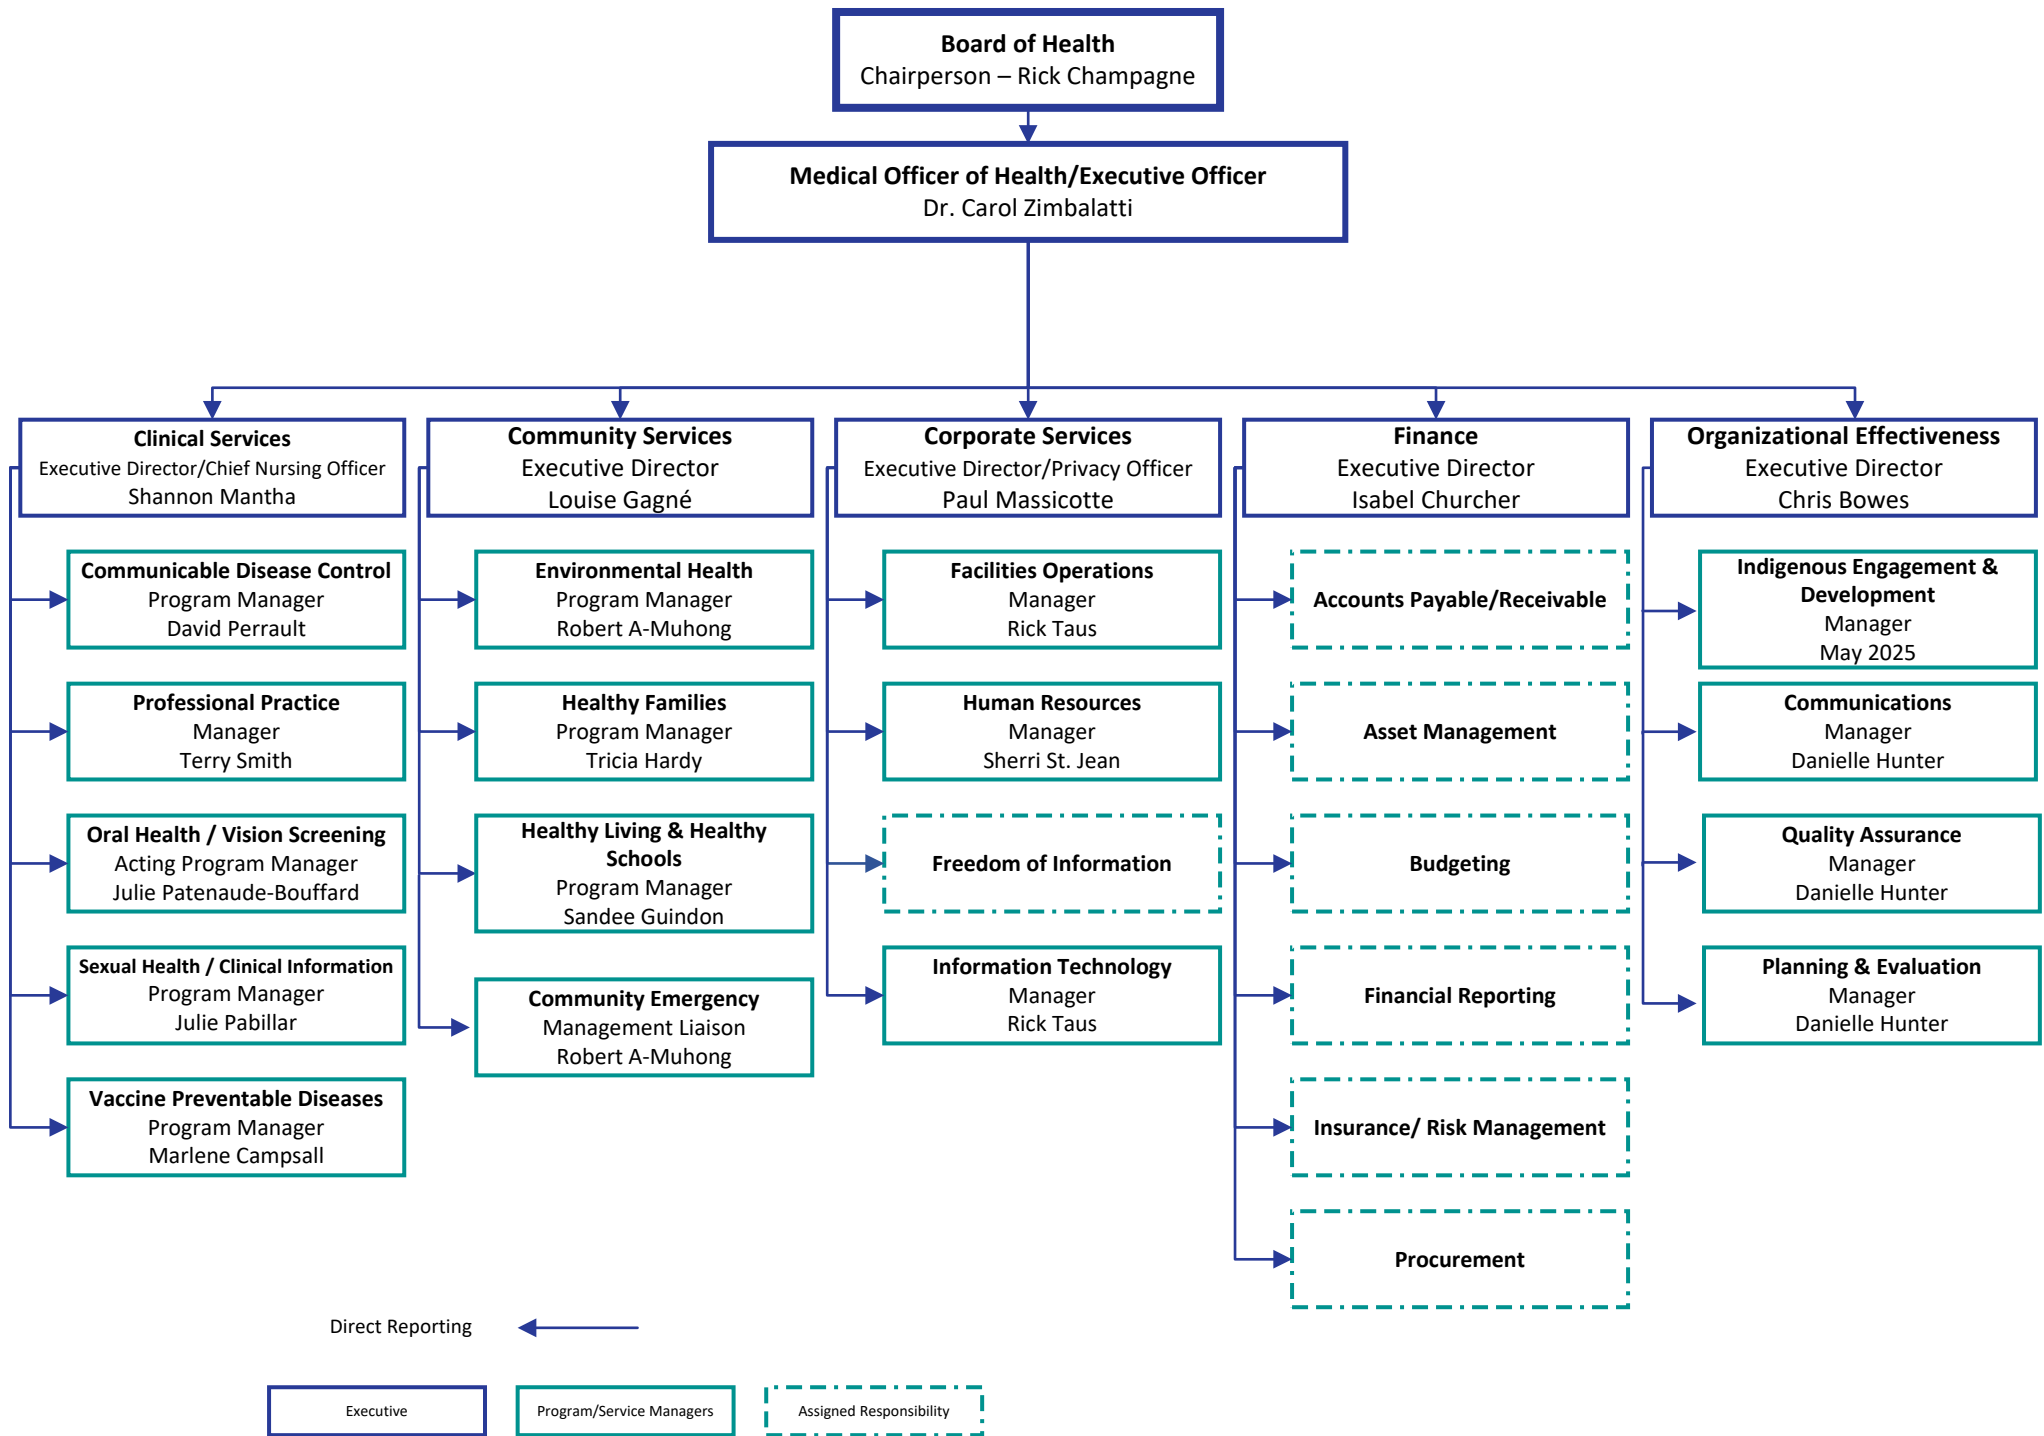 Board of Health
Chairperson – Rick Champagne
Medical Officer of Health/Executive Officer
Dr. Carol Zimbalatti
Clinical Services
Executive Director/Chief Nursing Officer
Shannon Mantha
Communicable Disease Control
Program Manager
David Perrault
Professional Practice
Manager
Terry Smith
Oral Health / Vision Screening
Acting Program Manager
Julie Patenaude-Bouffard
Sexual Health / Clinical Information
Program Manager
Julie Pabillar
Vaccine Preventable Diseases
Program Manager
Marlene Campsall
Community Services
Executive Director
Louise Gagné
Environmental Health
Program Manager
Robert A-Muhong
Healthy Families
Program Manager
Tricia Hardy
Healthy Living & Healthy
Schools
Program Manager
Sandee Guindon
Community Emergency
Management Liaison
Robert A-Muhong
Corporate Services
Executive Director/Privacy Officer
Paul Massicotte
Facilities Operations
Manager
Rick Taus
Human Resources
Manager
Sherri St. Jean
Freedom of Information
Information Technology
Manager
Rick Taus
Finance
Executive Director
Isabel Churcher
Accounts Payable/Receivable
Asset Management
Budgeting
Financial Reporting
Insurance/ Risk Management
Procurement
Organizational Effectiveness
Executive Director
Chris Bowes
Indigenous Engagement &
Development
Manager
May 2025
Communications
Manager
Danielle Hunter
Quality Assurance
Manager
Danielle Hunter
Planning & Evaluation
Manager
Danielle Hunter
Direct Reporting
Executive
Program/Service Managers
Assigned Responsibility